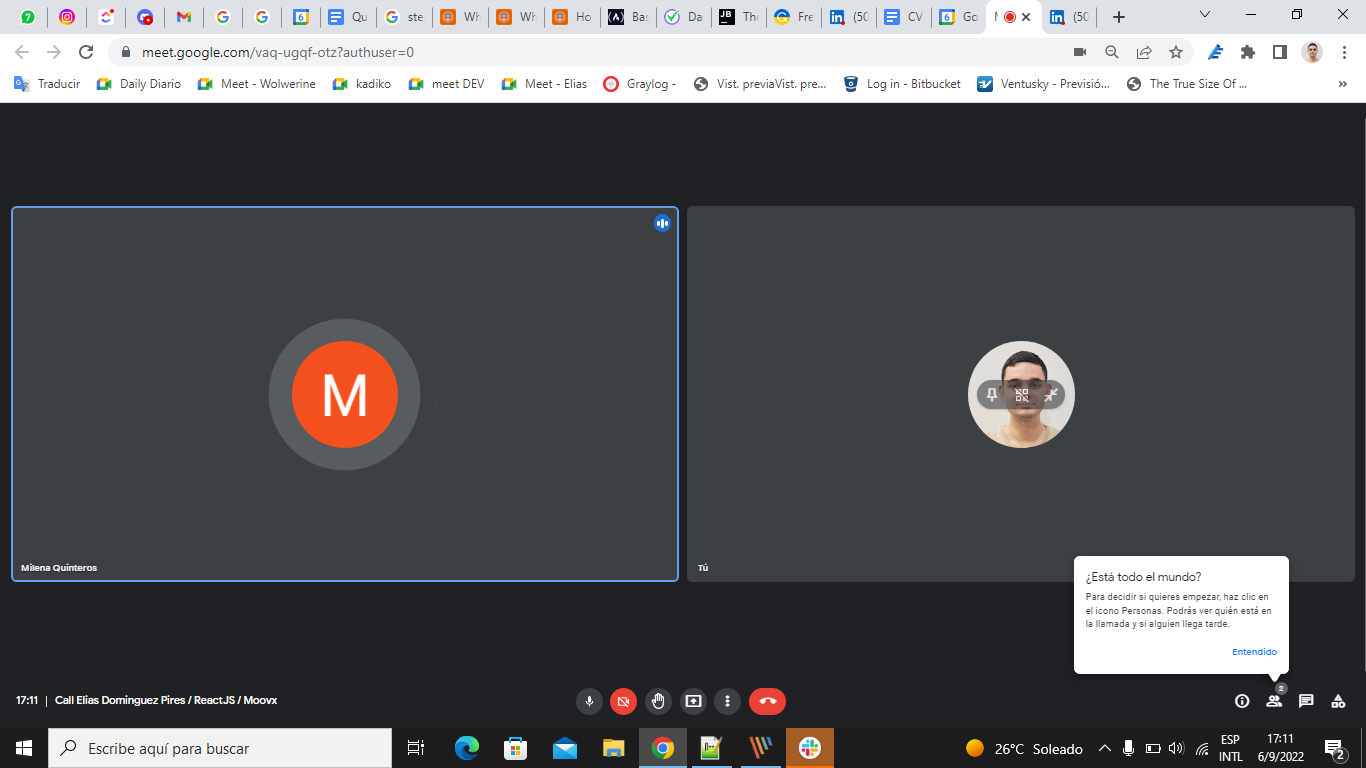 Qu
ste
Wh
Wh
Ho
Bas
Da
The
Fre
(50
CV
Go
(50
meet.google.com/vaq-ugqf-otz?authuser=0
Traducir
Daily Diario
Meet - Wolwerine
kadiko
meet DEV
Meet - Elias
Graylog -
Vist. previaVist. pre...
Log in - Bitbucket
Ventusky - Previsió...
The True Size Of ...
»
M
Milena Quinteros
Tú
¿Está todo el mundo?
Para decidir si quieres empezar, haz clic en
el icono Personas. Podrás ver quién está en
la llamada y si alguien llega tarde.
Entendido
2
17:11 | Call Elias Dominguez Pires / ReactJS / Moovx
Escribe aquí para buscar
26°C Soleado
ESP
INTL
17:11
6/9/2022
2